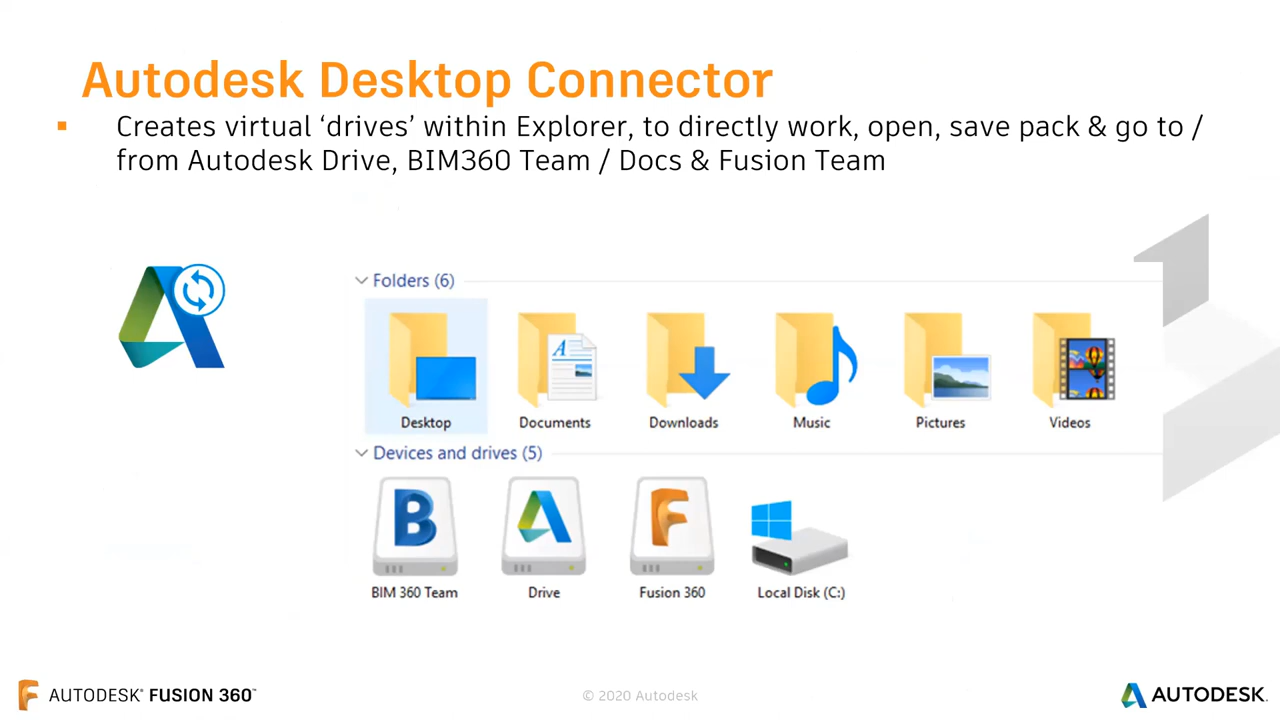 Autodesk Desktop Connector
▪ Creates virtual ‘drives’ within Explorer, to directly work, open, save pack & go to /
from Autodesk Drive, BIM360 Team / Docs & Fusion Team
Folders (6)
Desktop Documents Downloads Music Pictures Videos
Devices and drives (5)
BIM 360 Team Drive Fusion 360 Local Disk (C:)
AUTODESK® FUSION 360™ © 2020 Autodesk AUTODESK.